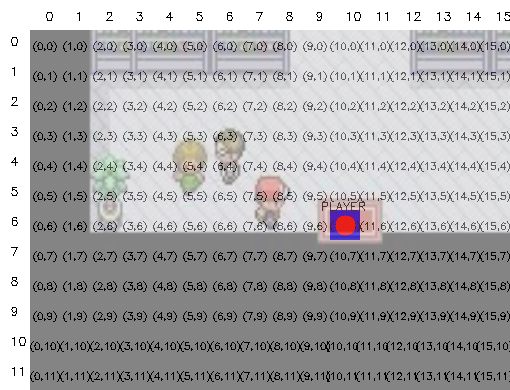 0 1 2 3 4 5 6 7 8 9 10 11 12 13 14 15
0 (0,0) (1,0) (2,0) (3,0) (4,0) (5,0) (6,0) (7,0) (8,0) (9,0) (10,0)(11,0)(12,0)(13,0)(14,0)(15,0)
1 (0,1) (1,1) (2,1) (3,1) (4,1) (5,1) (6,1) (7,1) (8,1) (9,1) (10,1)(11,1)(12,1)(13,1)(14,1)(15,1)
2 (0,2) (1,2) (2,2) (3,2) (4,2) (5,2) (6,2) (7,2) (8,2) (9,2) (10,2)(11,2)(12,2)(13,2)(14,2)(15,2)
3 (0,3) (1,3) (2,3) (3,3) (4,3) (5,3) (6,3) (7,3) (8,3) (9,3) (10,3)(11,3)(12,3)(13,3)(14,3)(15,3)
4 (0,4) (1,4) (2,4) (3,4) (4,4) (5,4) (6,4) (7,4) (8,4) (9,4) (10,4)(11,4)(12,4)(13,4)(14,4)(15,4)
5 (0,5) (1,5) (2,5) (3,5) (4,5) (5,5) (6,5) (7,5) (8,5) (9,5) (10,5)(11,5)(12,5)(13,5)(14,5)(15,5)
PLAYER
6 (0,6) (1,6) (2,6) (3,6) (4,6) (5,6) (6,6) (7,6) (8,6) (9,6) (11,6)(12,6)(13,6)(14,6)(15,6)
7 (0,7) (1,7) (2,7) (3,7) (4,7) (5,7) (6,7) (7,7) (8,7) (9,7) (10,7)(11,7)(12,7)(13,7)(14,7)(15,7)
8 (0,8) (1,8) (2,8) (3,8) (4,8) (5,8) (6,8) (7,8) (8,8) (9,8) (10,8)(11,8)(12,8)(13,8)(14,8)(15,8)
9 (0,9) (1,9) (2,9) (3,9) (4,9) (5,9) (6,9) (7,9) (8,9) (9,9) (10,9)(11,9)(12,9)(13,9)(14,9)(15,9)
10 (0,10)(1,10)(2,10)(3,10)(4,10)(5,10)(6,10)(7,10)(8,10)(9,10)(10,10)(11,10)(12,10)(13,10)(14,10)(15,10)
11 (0,11)(1,11)(2,11)(3,11)(4,11)(5,11)(6,11)(7,11)(8,11)(9,11)(10,11)(11,11)(12,11)(13,11)(14,11)(15,11)